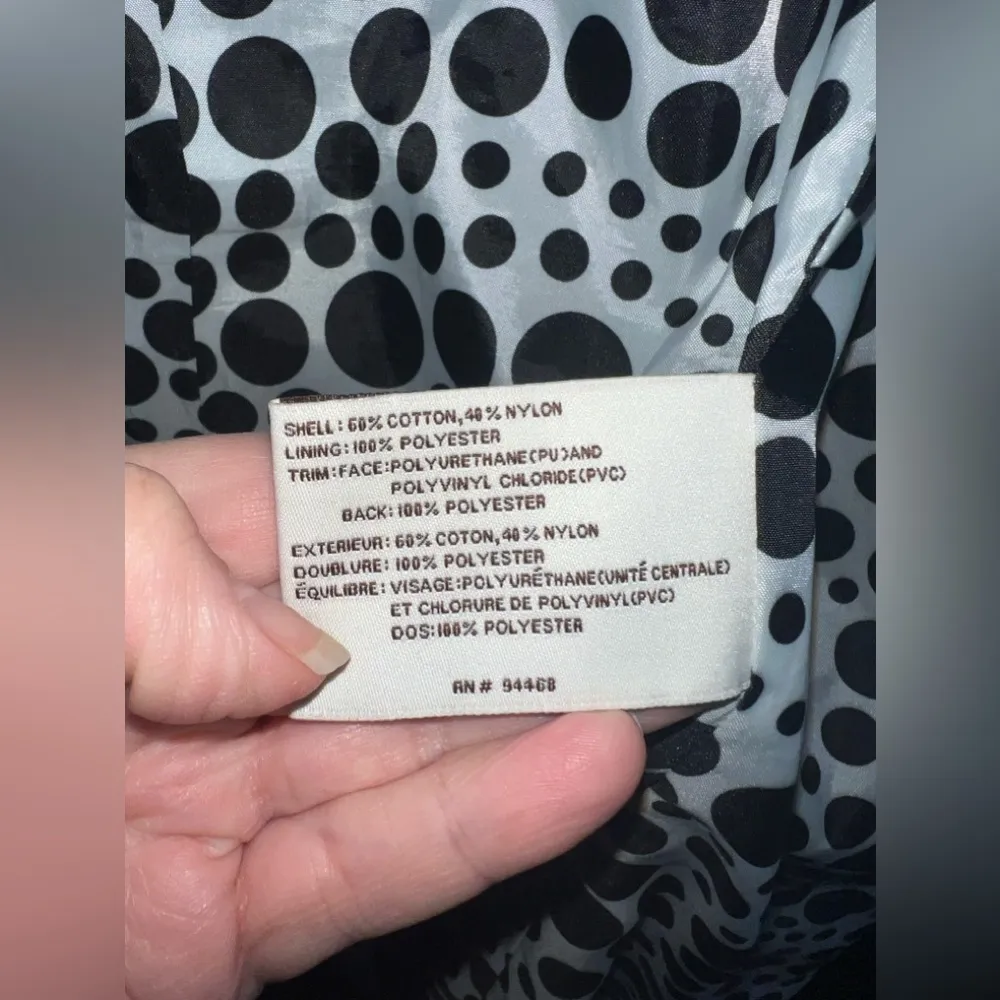 SHELL: 60% COTTON, 40% NYLON
LINING: 100% POLYESTER
TRIM: FACE: POLYURETHANE(PU)AND
POLYVINYL CHLORIDE(PVC)
BACK: 100% POLYESTER
EXTERIEUR: 60% COTON, 40% NYLON
DOUBLURE: 100% POLYESTER
ÉQUILIBRE: VISAGE:POLYURÉTHANE(UNITÉ CENTRALE)
ET CHLORURE DE POLYVINYL(PVC)
DOS: 100% POLYESTER
RN # 94468